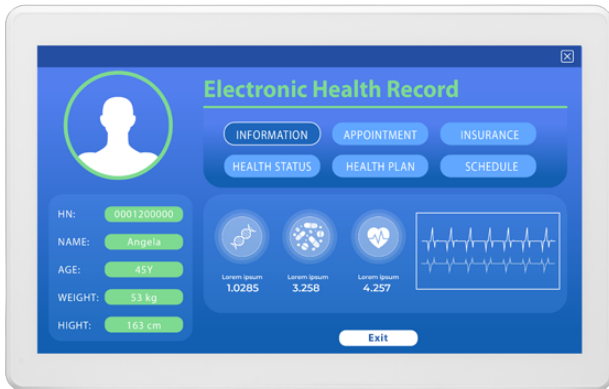 Electronic Health Record
INFORMATION APPOINTMENT INSURANCE
HEALTH STATUS HEALTH PLAN SCHEDULE
HN: 0001200000
NAME: Angela
AGE: 45Y
WEIGHT: 53 kg
HIGHT: 163 cm
Lorem ipsum Lorem ipsum Lorem ipsum
1.0285 3.258 4.257
Exit